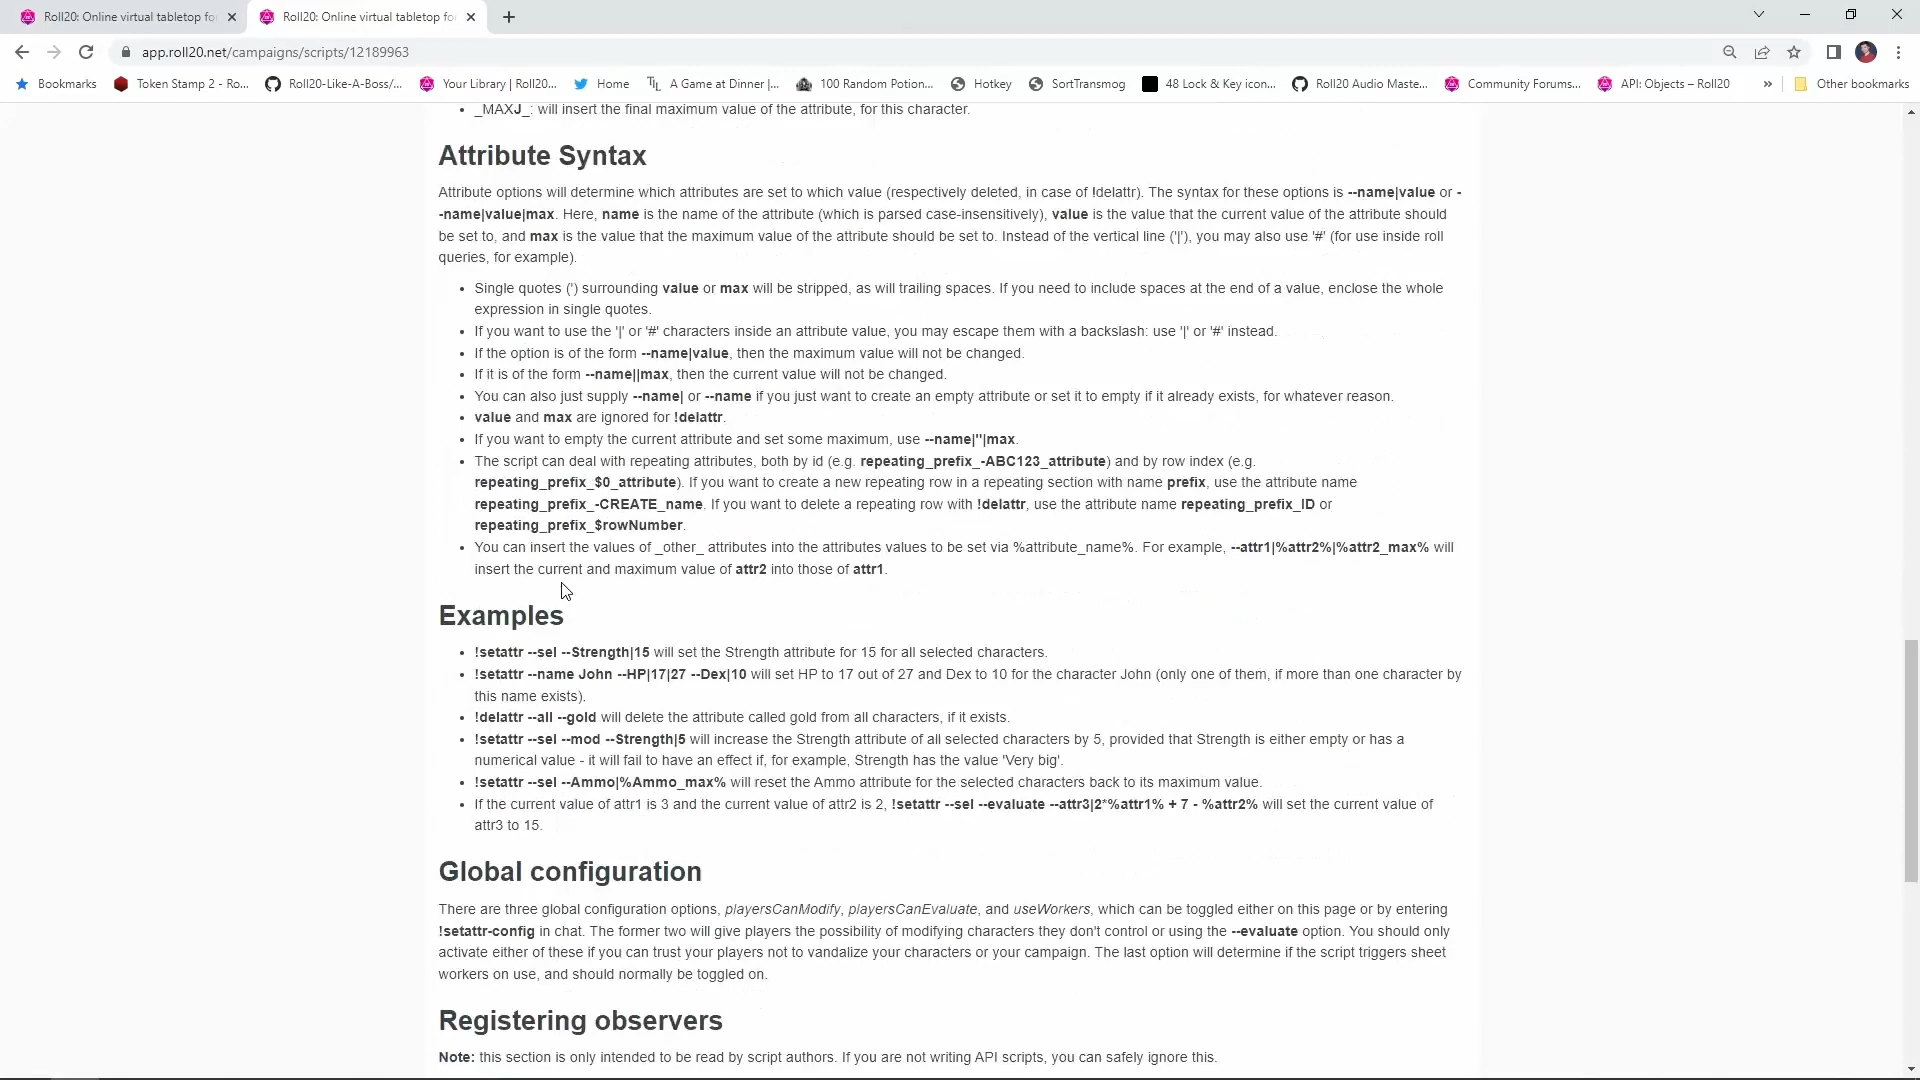 Roll20: Online virtual tabletop fo
Roll20: Online virtual tabletop fo
app.roll20.net/campaigns/scripts/12189963
Bookmarks
Token Stamp 2 - Ro...
Roll20-Like-A-Boss/...
Your Library | Roll20...
Home
TL A Game at Dinner |...
100 Random Potion...
Hotkey
SortTransmog
48 Lock & Key icon...
Roll20 Audio Maste...
Community Forums...
API: Objects – Roll20
»
Other bookmarks
• _MAXJ_: will insert the final maximum value of the attribute, for this character.
Attribute Syntax
Attribute options will determine which attributes are set to which value (respectively deleted, in case of !delattr). The syntax for these options is --name|value or -
-name|value|max. Here, name is the name of the attribute (which is parsed case-insensitively), value is the value that the current value of the attribute should
be set to, and max is the value that the maximum value of the attribute should be set to. Instead of the vertical line ('|'), you may also use '#' (for use inside roll
queries, for example).
• Single quotes (') surrounding value or max will be stripped, as will trailing spaces. If you need to include spaces at the end of a value, enclose the whole
expression in single quotes.
• If you want to use the '|' or '#' characters inside an attribute value, you may escape them with a backslash: use '|' or '#' instead.
• If the option is of the form --name|value, then the maximum value will not be changed.
• If it is of the form --name||max, then the current value will not be changed.
• You can also just supply --name| or --name if you just want to create an empty attribute or set it to empty if it already exists, for whatever reason.
• value and max are ignored for !delattr.
• If you want to empty the current attribute and set some maximum, use --name|''|max.
• The script can deal with repeating attributes, both by id (e.g. repeating_prefix_-ABC123_attribute) and by row index (e.g.
repeating_prefix_$0_attribute). If you want to create a new repeating row in a repeating section with name prefix, use the attribute name
repeating_prefix_-CREATE_name. If you want to delete a repeating row with !delattr, use the attribute name repeating_prefix_ID or
repeating_prefix_$rowNumber.
• You can insert the values of _other_ attributes into the attributes values to be set via %attribute_name%. For example, --attr1|%attr2%|%attr2_max% will
insert the current and maximum value of attr2 into those of attr1.
Examples
• !setattr --sel --Strength|15 will set the Strength attribute for 15 for all selected characters.
• !setattr --name John --HP|17|27 --Dex|10 will set HP to 17 out of 27 and Dex to 10 for the character John (only one of them, if more than one character by
this name exists).
• !delattr --all --gold will delete the attribute called gold from all characters, if it exists.
• !setattr --sel --mod --Strength|5 will increase the Strength attribute of all selected characters by 5, provided that Strength is either empty or has a
numerical value - it will fail to have an effect if, for example, Strength has the value 'Very big'.
• !setattr --sel --Ammo|%Ammo_max% will reset the Ammo attribute for the selected characters back to its maximum value.
• If the current value of attr1 is 3 and the current value of attr2 is 2, !setattr --sel --evaluate --attr3|2*%attr1% + 7 - %attr2% will set the current value of
attr3 to 15.
Global configuration
There are three global configuration options, playersCanModify, playersCanEvaluate, and useWorkers, which can be toggled either on this page or by entering
!setattr-config in chat. The former two will give players the possibility of modifying characters they don't control or using the --evaluate option. You should only
activate either of these if you can trust your players not to vandalize your characters or your campaign. The last option will determine if the script triggers sheet
workers on use, and should normally be toggled on.
Registering observers
Note: this section is only intended to be read by script authors. If you are not writing API scripts, you can safely ignore this.